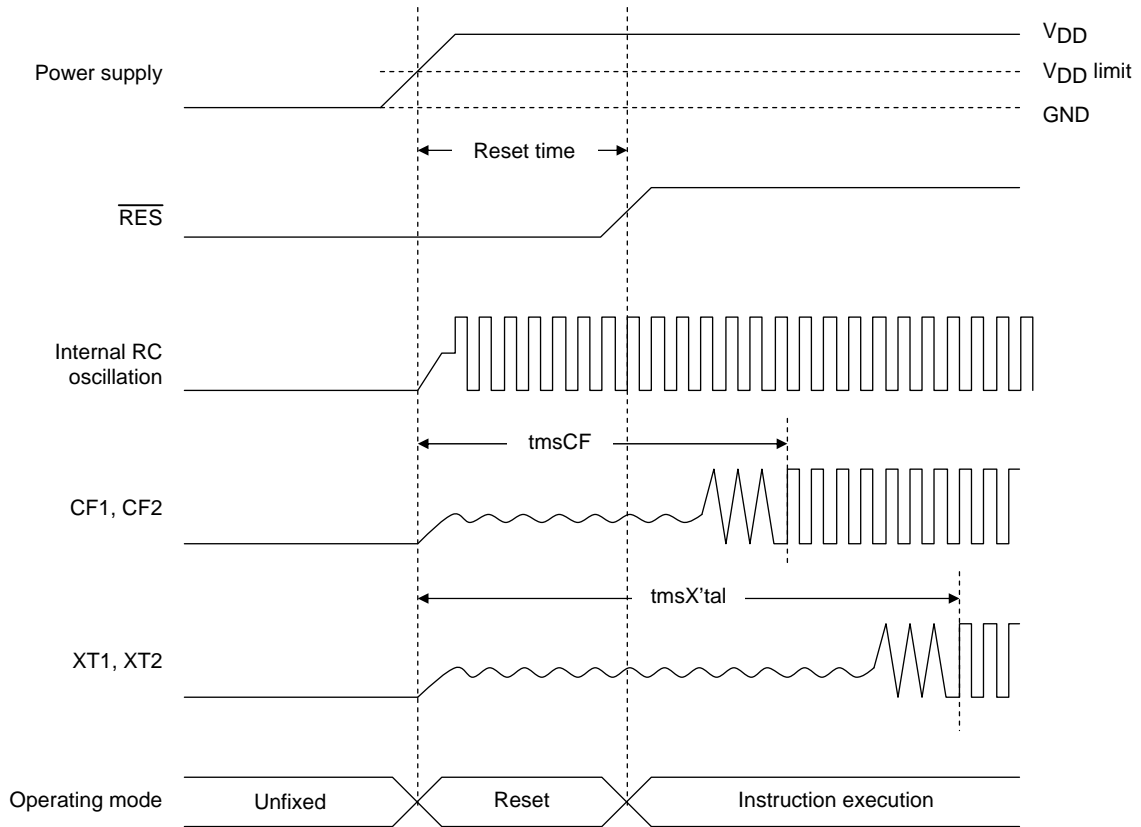 VDD
Power supply
VDD limit
GND
Reset time
RES
Internal RC
oscillation
tmsCF
CF1, CF2
tmsX'tal
XT1, XT2
Operating mode
Unfixed
Reset
Instruction execution